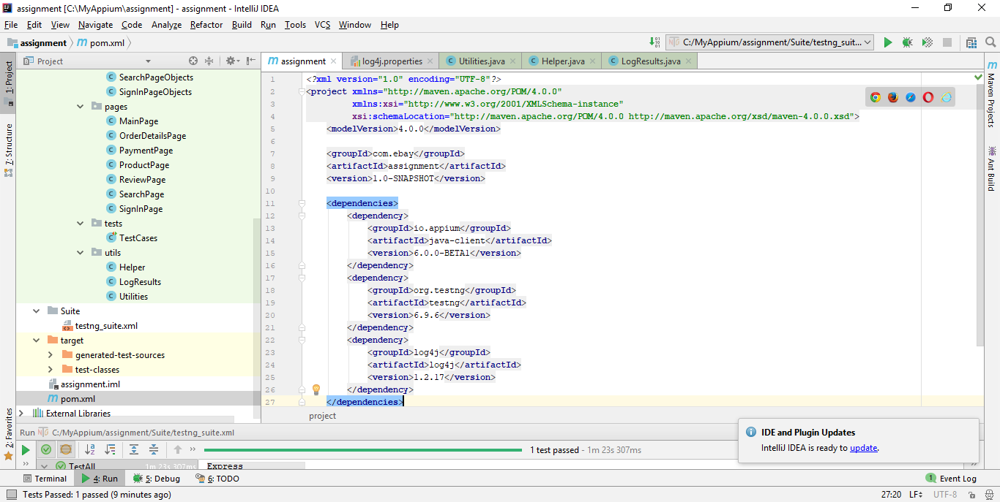 assignment [C:\MyAppium\assignment] - assignment - IntelliJ IDEA
File Edit View Navigate Code Analyze Refactor Build Run Tools VCS Window Help
assignment pom.xml
C:/MyAppium/assignment/Suite/testng_suit...
Project
assignment log4j.properties Utilities.java Helper.java LogResults.java
1: Project
7: Structure
2: Favorites
SearchPageObjects
SignInPageObjects
pages
MainPage
OrderDetailsPage
PaymentPage
ProductPage
ReviewPage
SearchPage
SignInPage
tests
TestCases
utils
Helper
LogResults
Utilities
Suite
testng_suite.xml
target
generated-test-sources
test-classes
assignment.iml
pom.xml
External Libraries
1 <?xml version="1.0" encoding="UTF-8"?>
2 <project xmlns="http://maven.apache.org/POM/4.0.0"
3 xmlns:xsi="http://www.w3.org/2001/XMLSchema-instance"
4 xsi:schemaLocation="http://maven.apache.org/POM/4.0.0 http://maven.apache.org/xsd/maven-4.0.0.xsd">
5 <modelVersion>4.0.0</modelVersion>
6
7 <groupId>com.ebay</groupId>
8 <artifactId>assignment</artifactId>
9 <version>1.0-SNAPSHOT</version>
10
11 <dependencies>
12 <dependency>
13 <groupId>io.appium</groupId>
14 <artifactId>java-client</artifactId>
15 <version>6.0.0-BETA1</version>
16 </dependency>
17 <dependency>
18 <groupId>org.testng</groupId>
19 <artifactId>testng</artifactId>
20 <version>6.9.6</version>
21 </dependency>
22 <dependency>
23 <groupId>log4j</groupId>
24 <artifactId>log4j</artifactId>
25 <version>1.2.17</version>
26 </dependency>
27 </dependencies>
project
Maven Projects
Ant Build
Run C:/MyAppium/assignment/Suite/testng_suite.xml
1 test passed - 1m 23s 307ms
TestAll 1m 23s 307ms Express
IDE and Plugin Updates
IntelliJ IDEA is ready to update.
Terminal 4: Run 5: Debug 6: TODO
1 Event Log
Tests Passed: 1 passed (9 minutes ago)
27:20 LF UTF-8